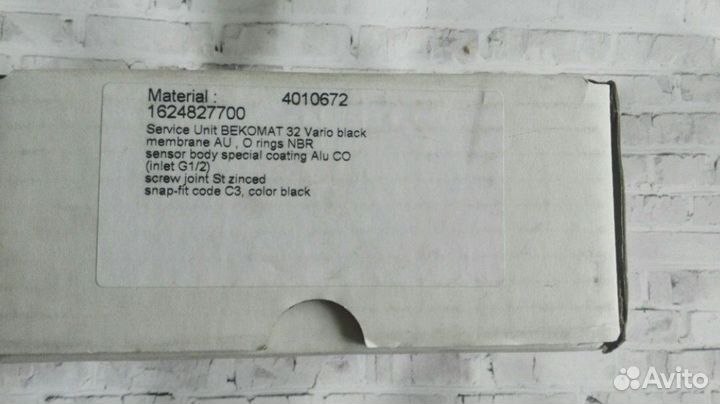 Material : 4010672
1624827700
Service Unit BEKOMAT 32 Vario black
membrane AU , O rings NBR
sensor body special coating Alu CO
(inlet G1/2)
screw joint St zinced
snap-fit code C3, color black
Avito